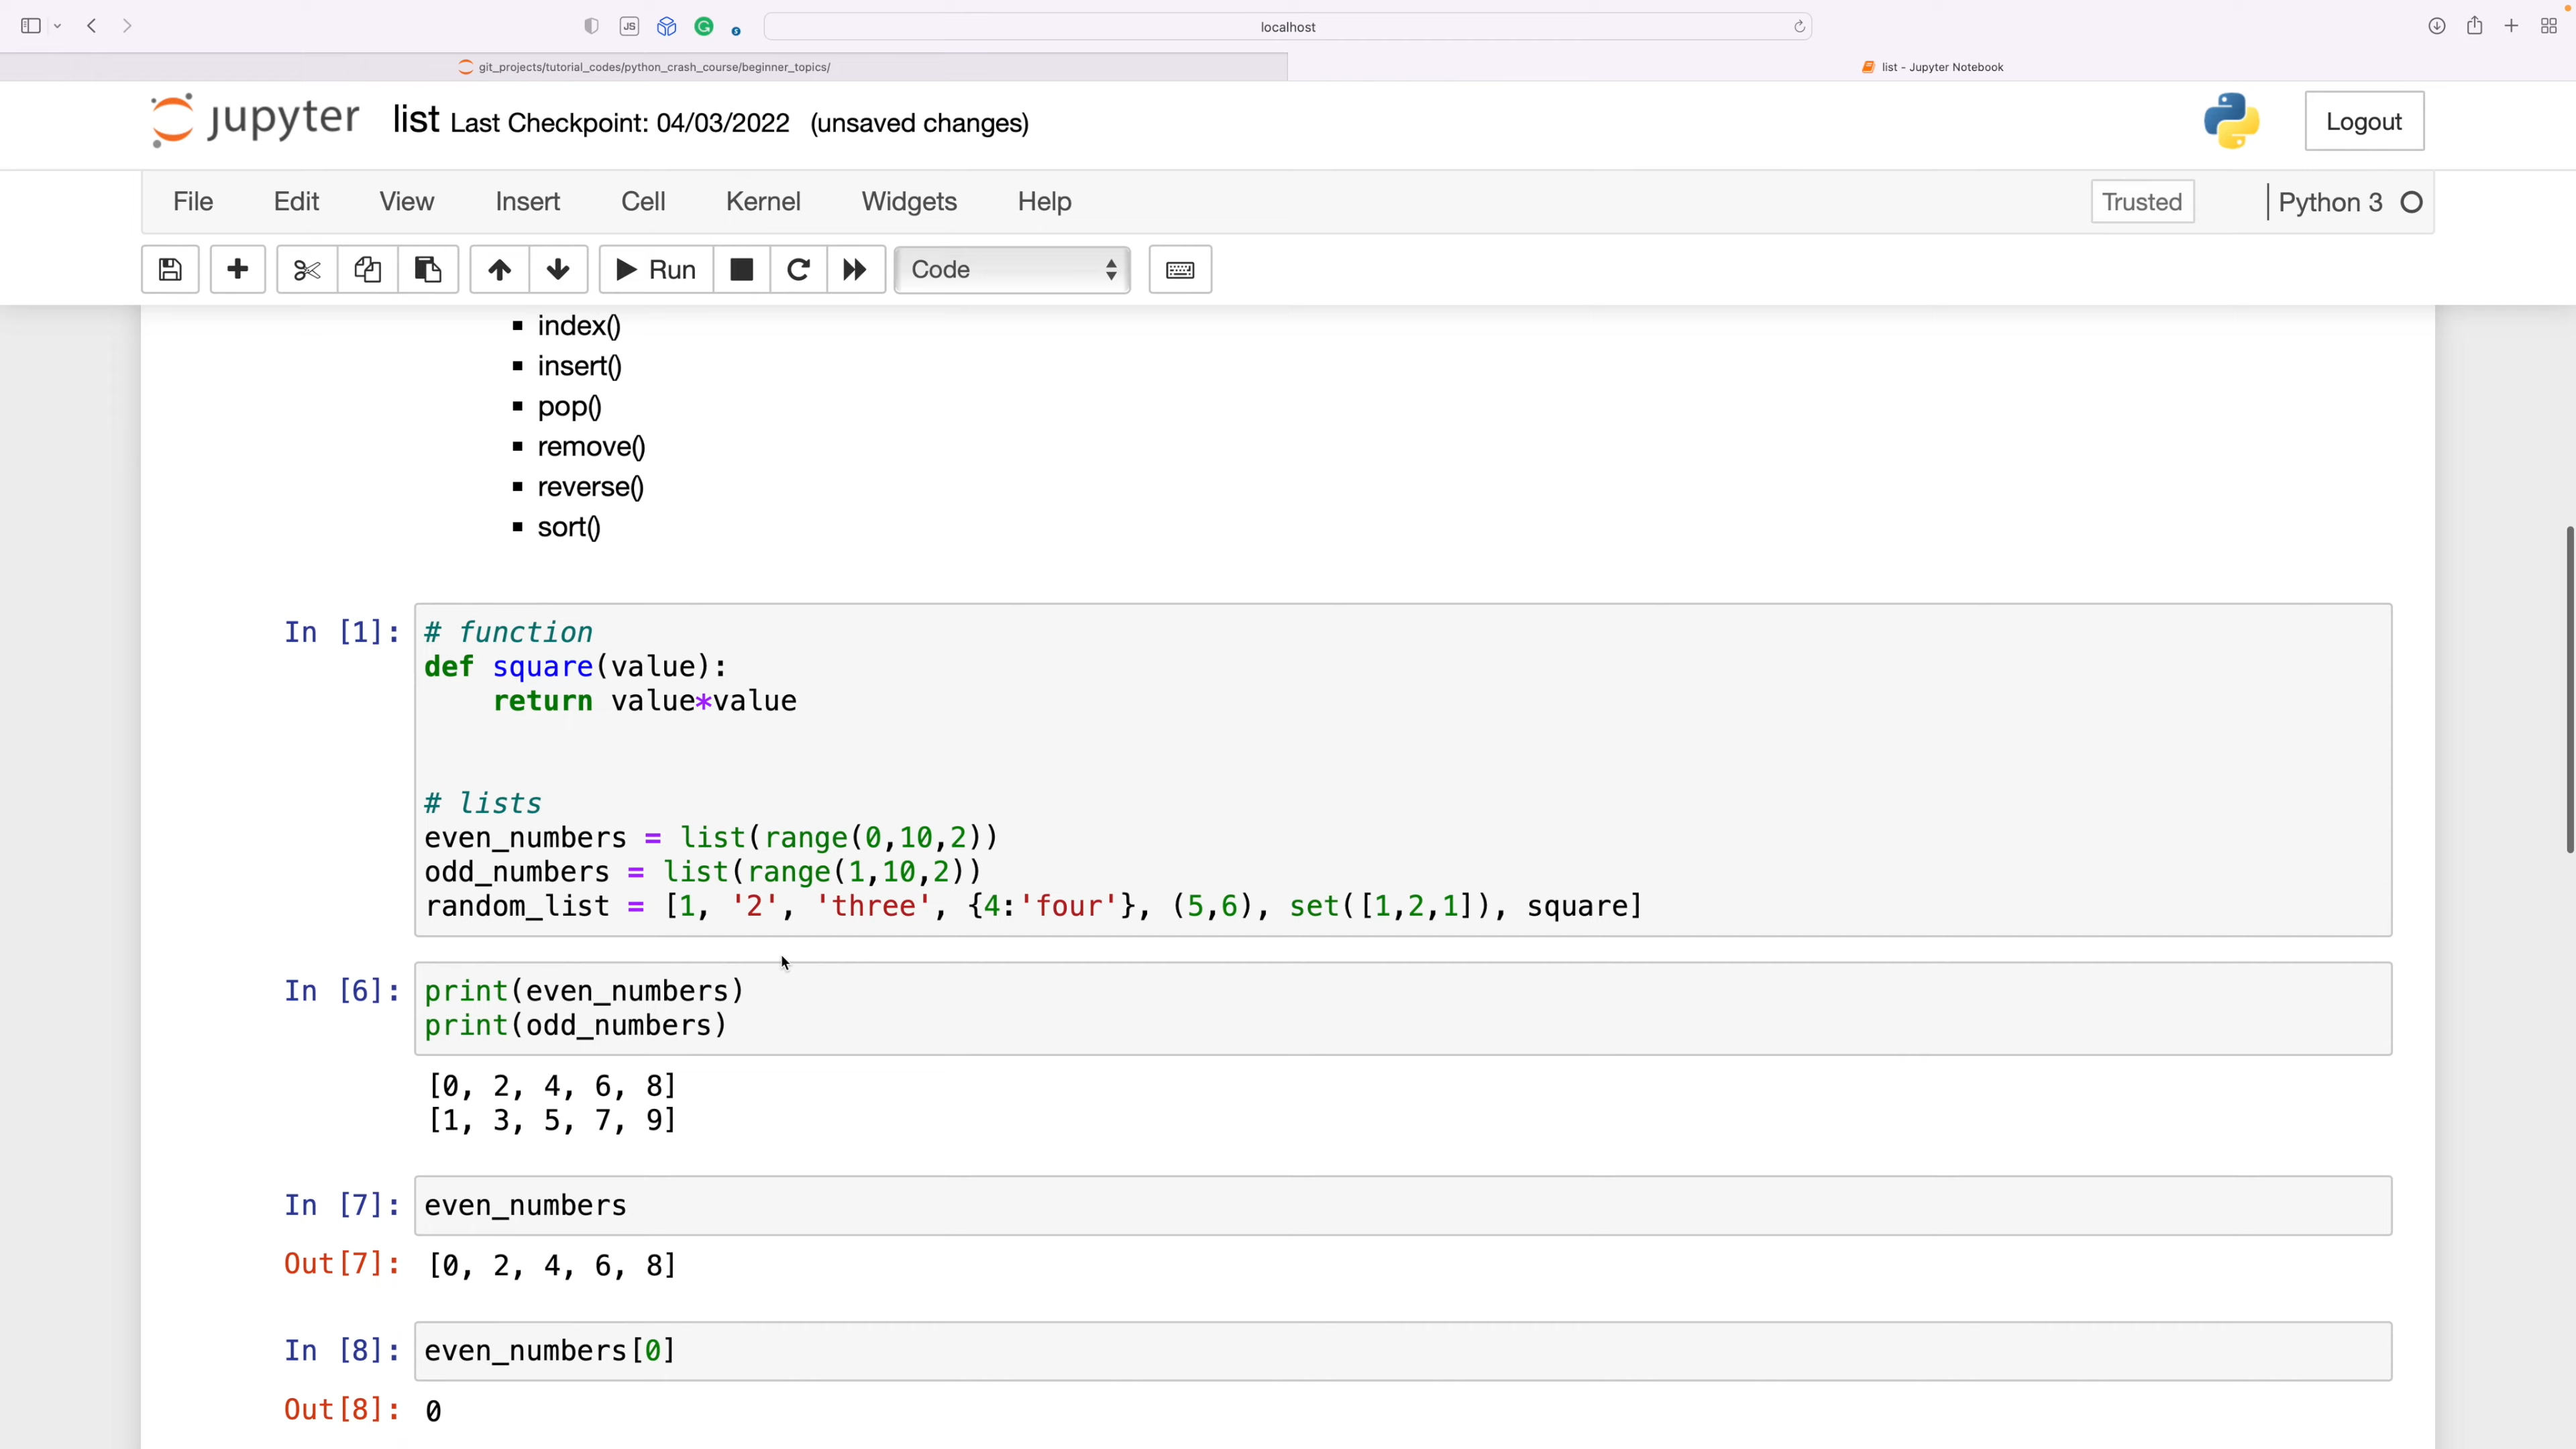 JS
localhost
git_projects/tutorial_codes/python_crash_course/beginner_topics/
list - Jupyter Notebook
jupyter list Last Checkpoint: 04/03/2022 (unsaved changes)
Logout
File Edit View Insert Cell Kernel Widgets Help
Trusted
Python 3
Run
Code
▪ index()
▪ insert()
▪ pop()
▪ remove()
▪ reverse()
▪ sort()
In [1]:
# function
def square(value):
    return value*value
# lists
even_numbers = list(range(0,10,2))
odd_numbers = list(range(1,10,2))
random_list = [1, '2', 'three', {4:'four'}, (5,6), set([1,2,1]), square]
In [6]:
print(even_numbers)
print(odd_numbers)
[0, 2, 4, 6, 8]
[1, 3, 5, 7, 9]
In [7]: even_numbers
Out[7]: [0, 2, 4, 6, 8]
In [8]: even_numbers[0]
Out[8]: 0